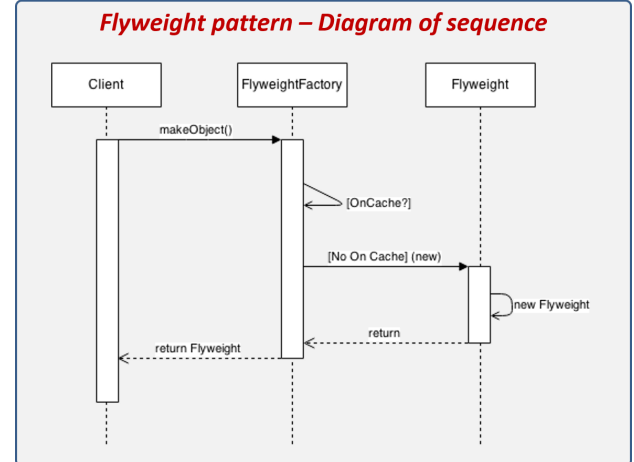 Flyweight pattern – Diagram of sequence
Client
FlyweightFactory
Flyweight
makeObject()
[OnCache?]
[No On Cache] (new)
new Flyweight
return
return Flyweight